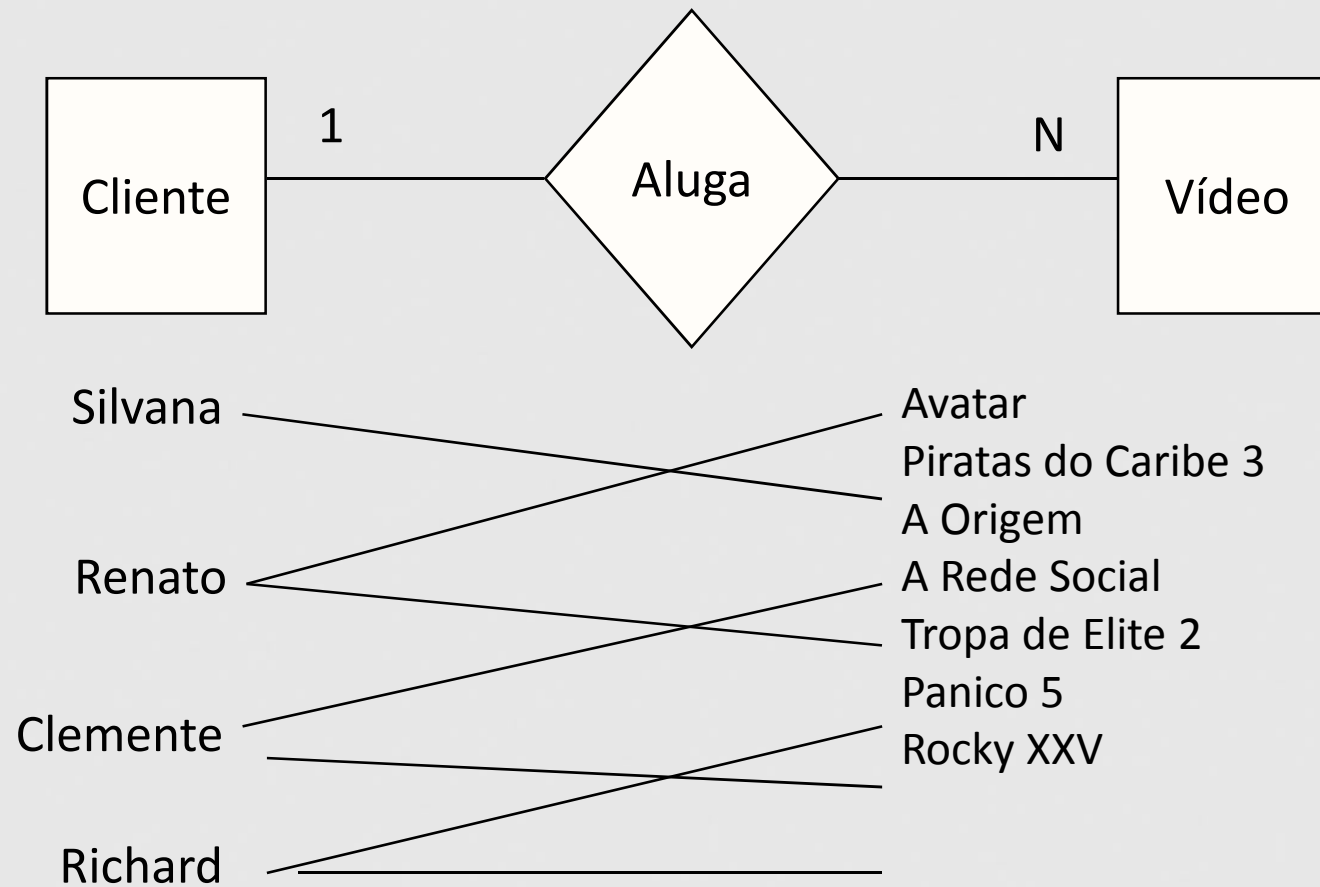 1
N
Cliente
Aluga
Vídeo
Silvana
Renato
Clemente
Richard
Avatar
Piratas do Caribe 3
A Origem
A Rede Social
Tropa de Elite 2
Panico 5
Rocky XXV